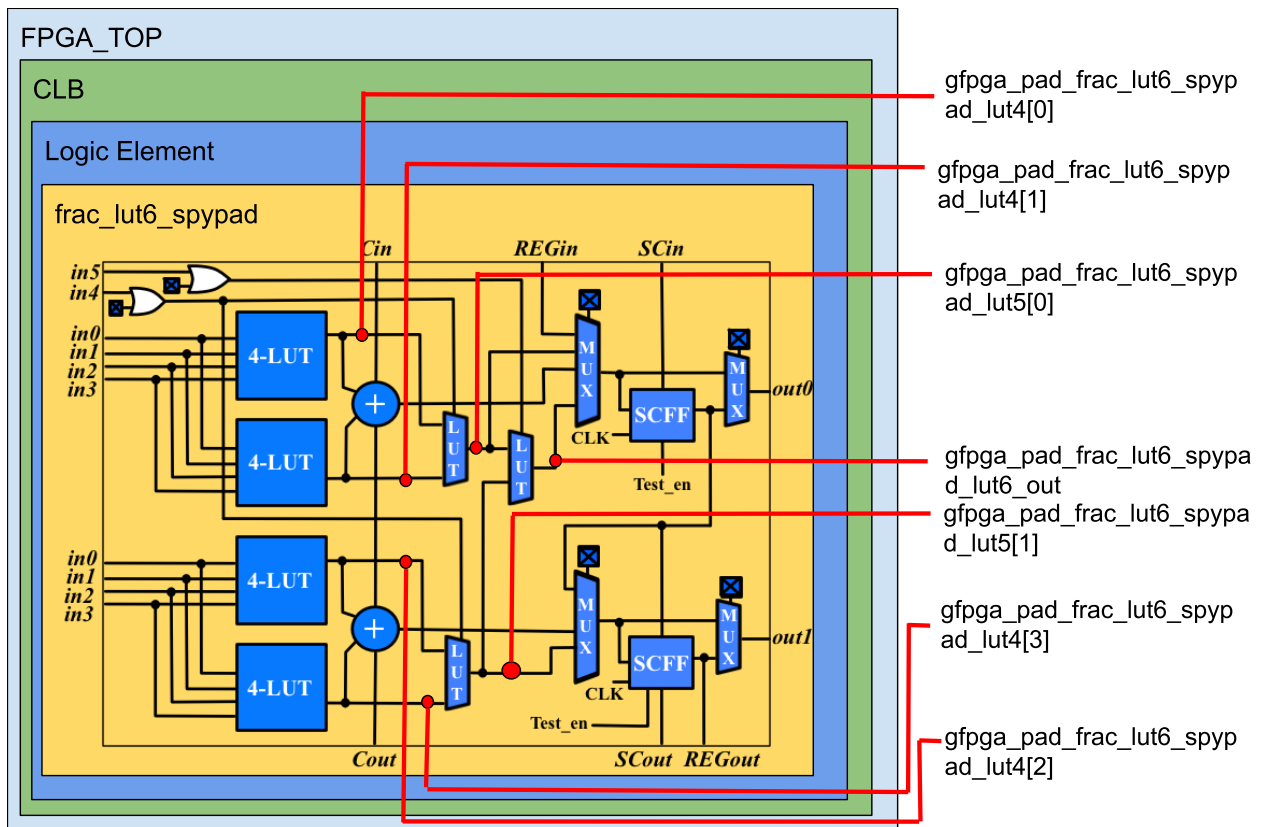 FPGA_TOP
CLB
Logic Element
frac_lut6_spypad
gfpga_pad_frac_lut6_spyp
ad_lut4[0]
gfpga_pad_frac_lut6_spyp
ad_lut4[1]
gfpga_pad_frac_lut6_spyp
ad_lut5[0]
gfpga_pad_frac_lut6_spypa
d_lut6_out
gfpga_pad_frac_lut6_spypa
d_lut5[1]
gfpga_pad_frac_lut6_spyp
ad_lut4[3]
gfpga_pad_frac_lut6_spyp
ad_lut4[2]
Cin
REGin
SCin
in5
in4
in0
in1
in2
in3
4-LUT
4-LUT
+
LUT
LUT
MUX
CLK
SCFF
Test_en
MUX
out0
in0
in1
in2
in3
4-LUT
4-LUT
+
LUT
MUX
CLK
SCFF
Test_en
MUX
out1
Cout
SCout
REGout